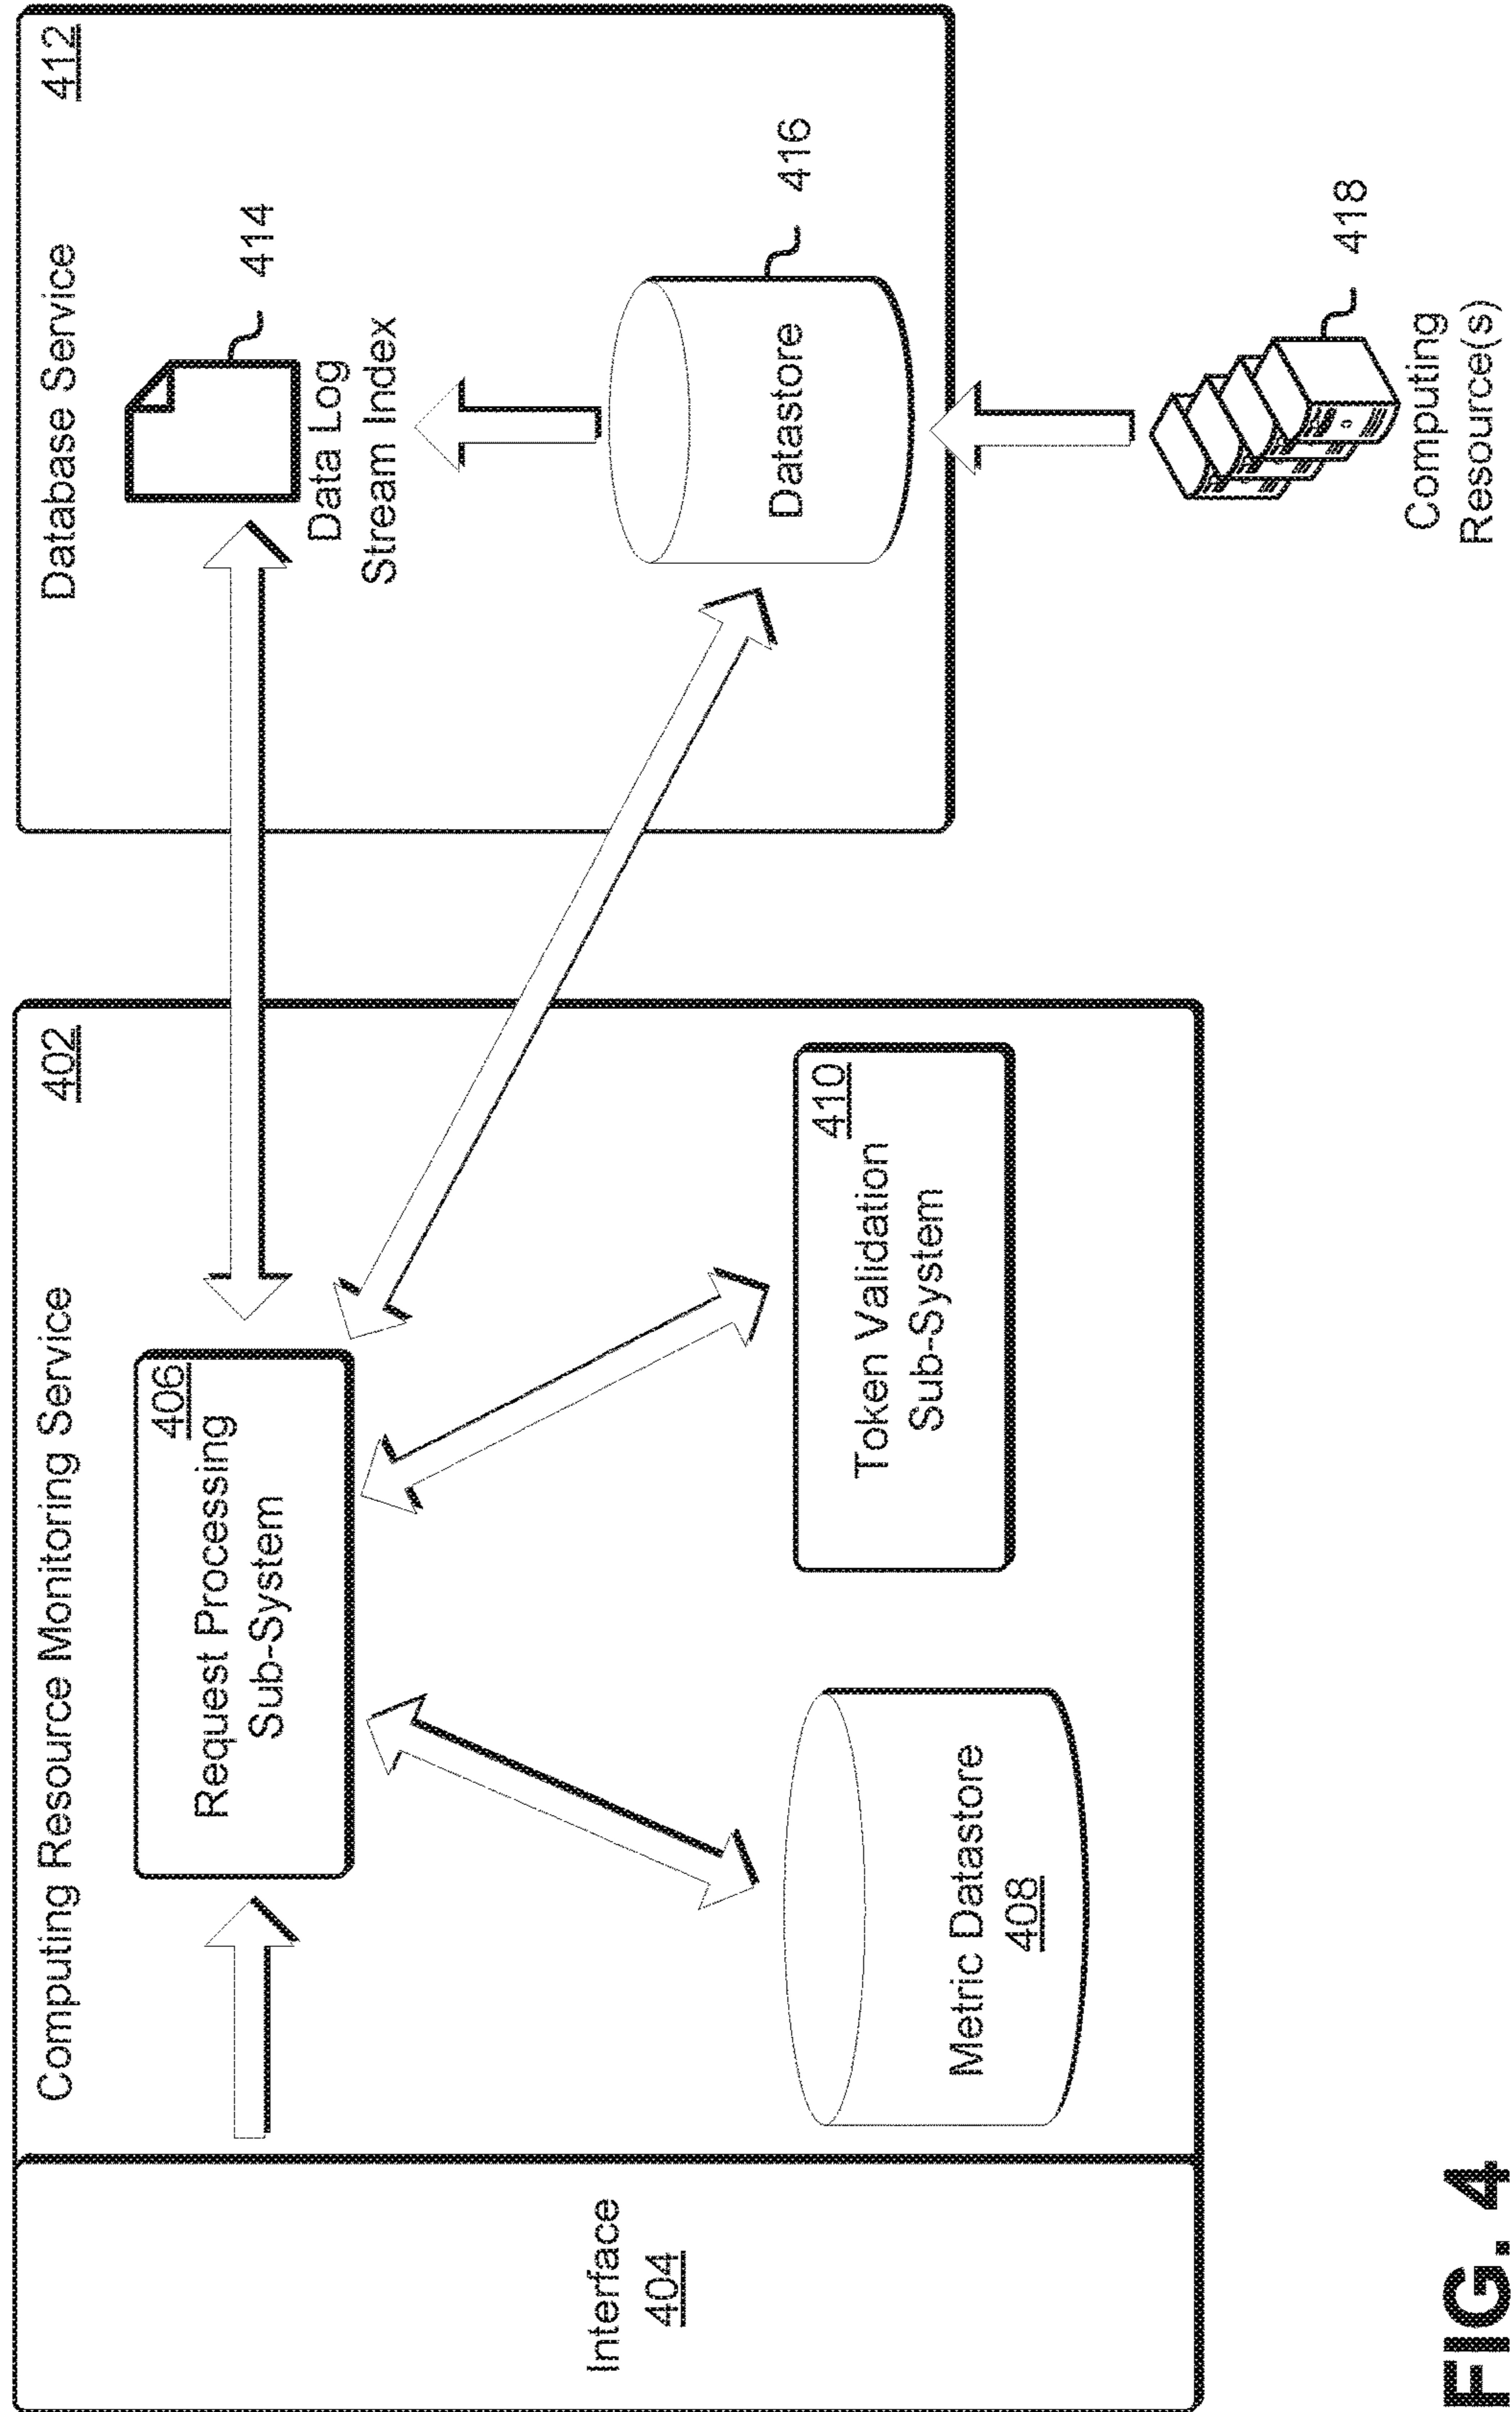 Computing Resource Monitoring Service
402
Interface
404
Request Processing
Sub-System
406
Metric Datastore
408
Token Validation
Sub-System
410
Database Service
412
414
Data Log
Stream Index
Datastore
416
418
Computing
Resource(s)
FIG. 4